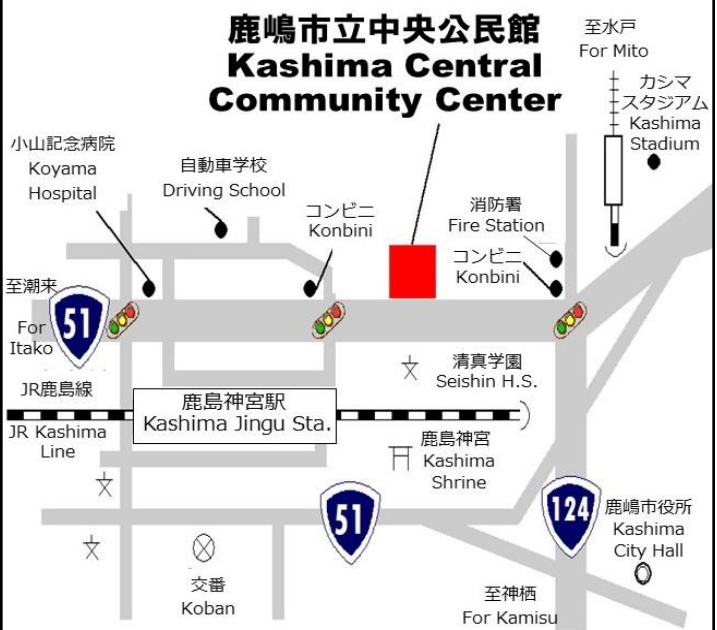 鹿嶋市立中央公民館
Kashima Central
Community Center
至水戸
For Mito
カシマ
スタジアム
Kashima
Stadium
小山記念病院
Koyama
Hospital
自動車学校
Driving School
コンビニ
Konbini
消防署
Fire Station
コンビニ
Konbini
至潮来
51
For
Itako
清真学園
Seishin H.S.
JR鹿島線
鹿島神宮駅
Kashima Jingu Sta.
JR Kashima
Line
鹿島神宮
Kashima
Shrine
51
124
鹿嶋市役所
Kashima
City Hall
交番
Koban
至神栖
For Kamisu